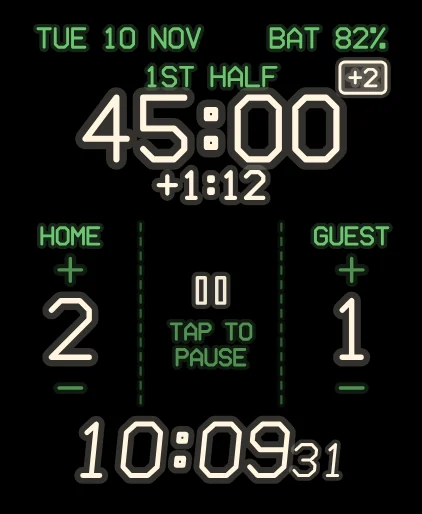 TUE 10 NOV BAT 82%
1ST HALF +2
45:00
+1:12
HOME GUEST
+ +
2 1
TAP TO
PAUSE
− −
10:09 31